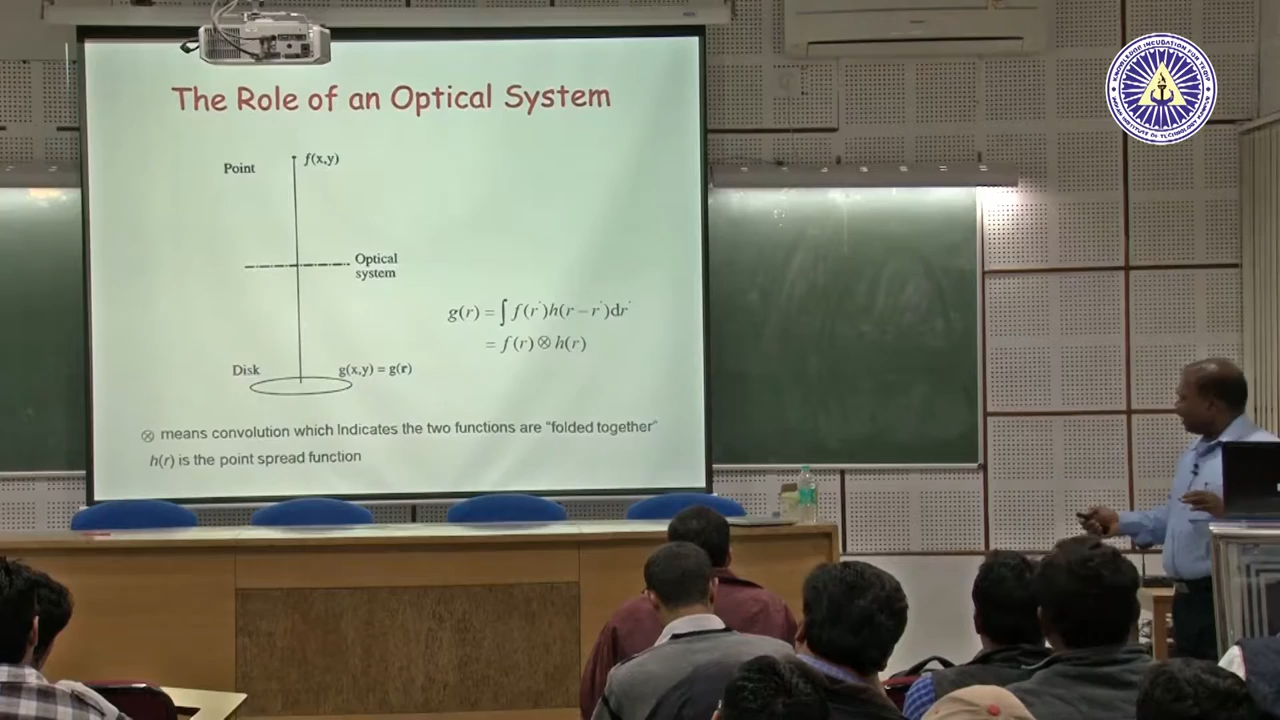 The Role of an Optical System
Point
f(x,y)
Optical
system
g(r) = ∫ f(r')h(r − r')dr'
= f(r) ⊗ h(r)
Disk
g(x,y) = g(r)
⊗ means convolution which Indicates the two functions are "folded together"
h(r) is the point spread function